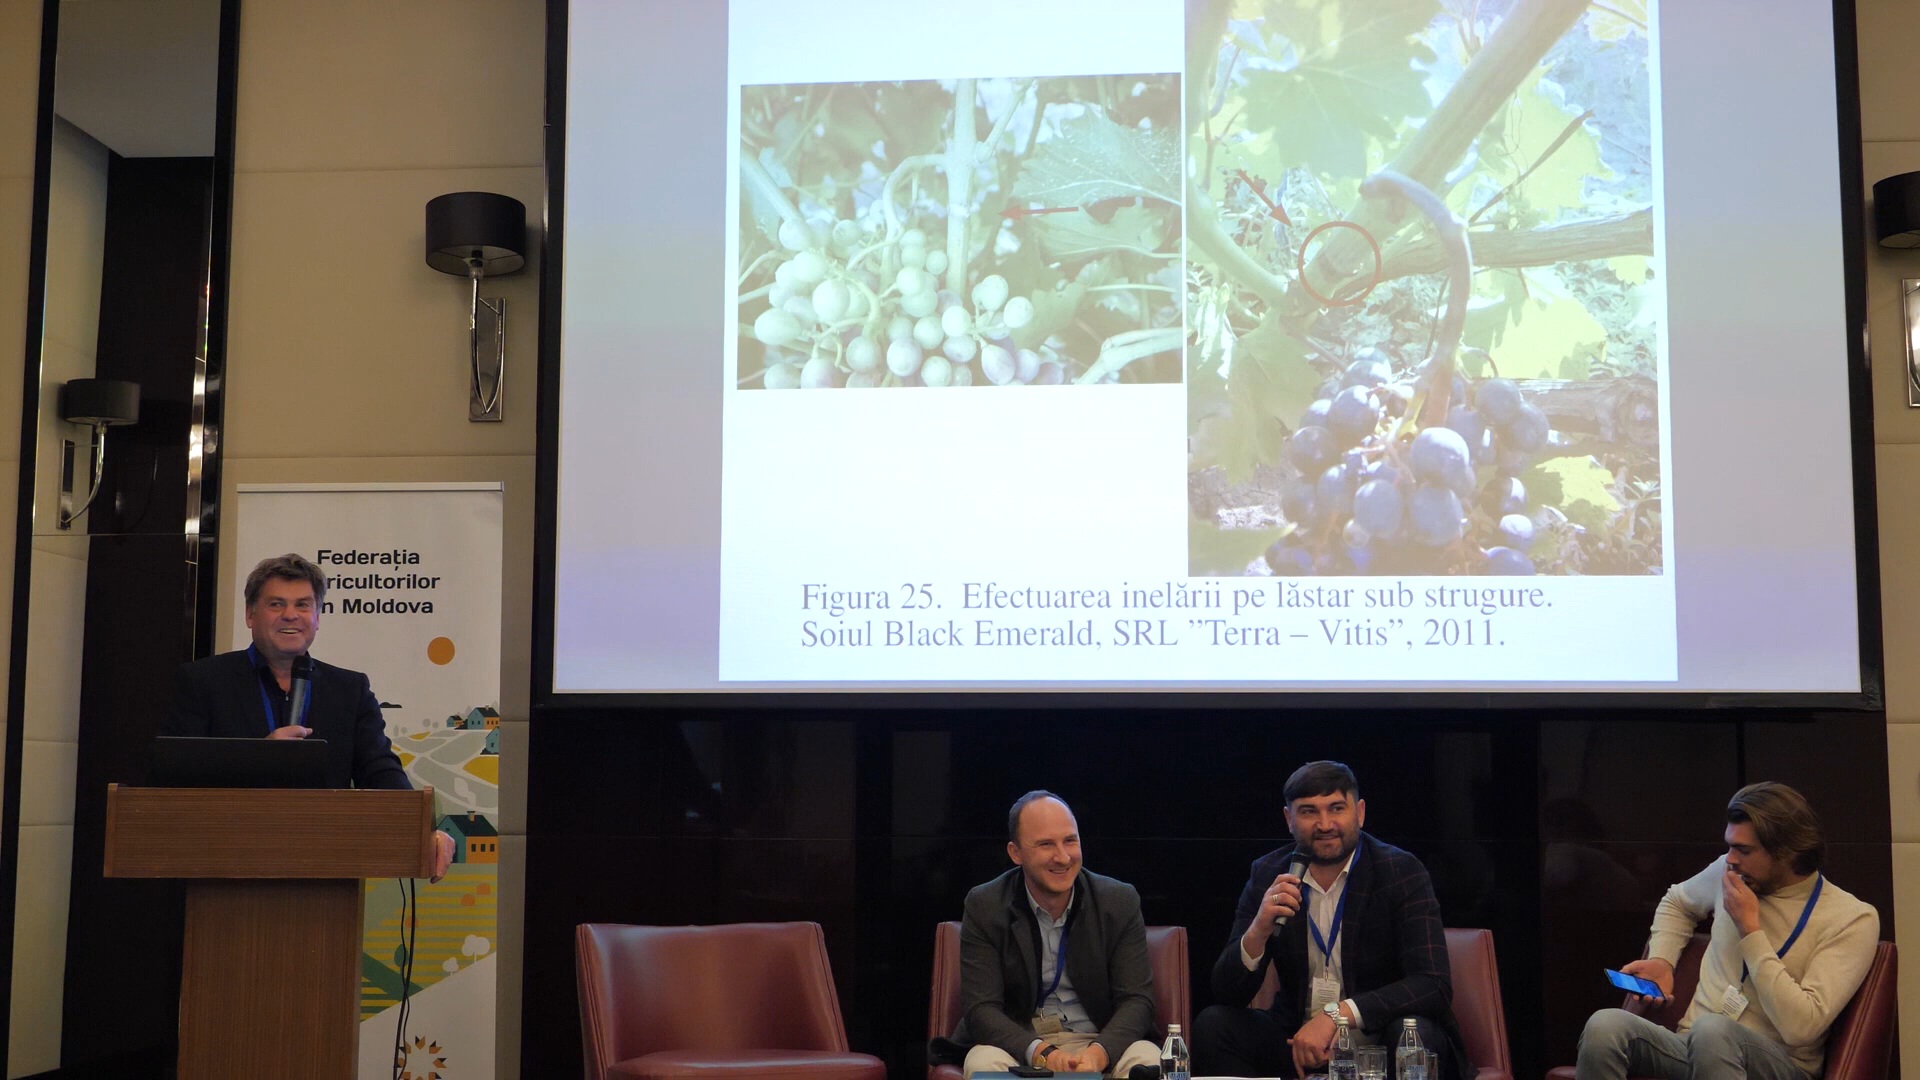 Federația
ricultorilor
n Moldova
Figura 25. Efectuarea inelării pe lăstar sub strugure.
Soiul Black Emerald, SRL ”Terra – Vitis”, 2011.